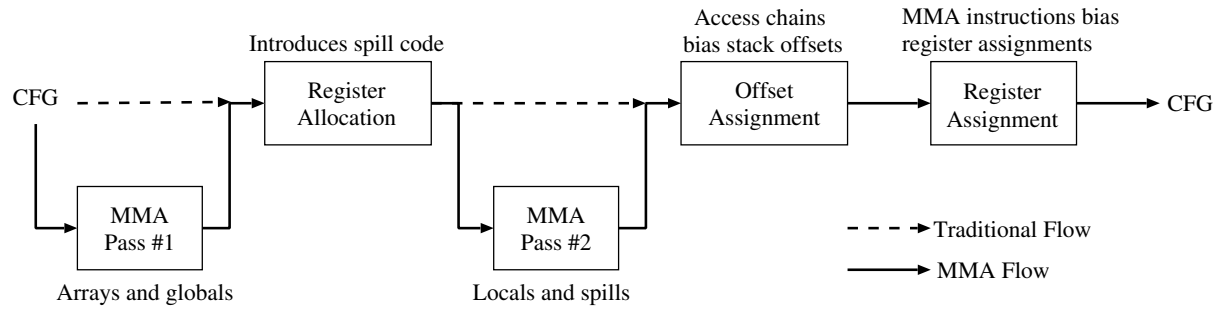 Access chains
bias stack offsets
MMA instructions bias
register assignments
Introduces spill code
CFG
Register
Allocation
Offset
Assignment
Register
Assignment
CFG
MMA
Pass #1
MMA
Pass #2
Traditional Flow
MMA Flow
Arrays and globals
Locals and spills